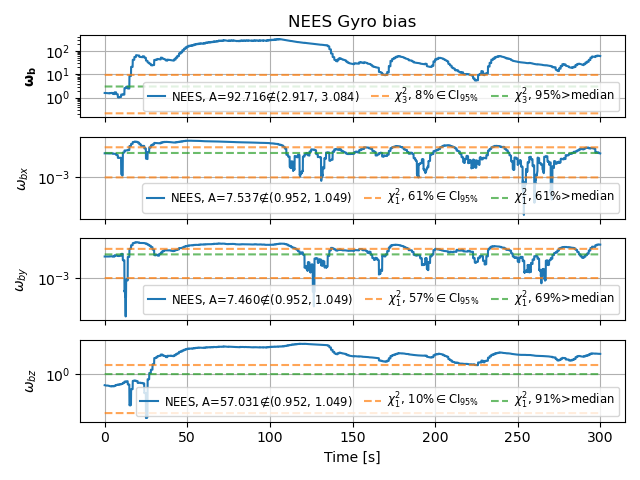 NEES Gyro bias
10²
10¹
10⁰
ω_b
NEES, A=92.716∉(2.917, 3.084) χ²₃, 8%∈CI₉₅% χ²₃, 95%>median
10⁻³
ω_bx
NEES, A=7.537∉(0.952, 1.049) χ²₁, 61%∈CI₉₅% χ²₁, 61%>median
10⁻³
ω_by
NEES, A=7.460∉(0.952, 1.049) χ²₁, 57%∈CI₉₅% χ²₁, 69%>median
10⁰
ω_bz
NEES, A=57.031∉(0.952, 1.049) χ²₁, 10%∈CI₉₅% χ²₁, 91%>median
0 50 100 150 200 250 300
Time [s]